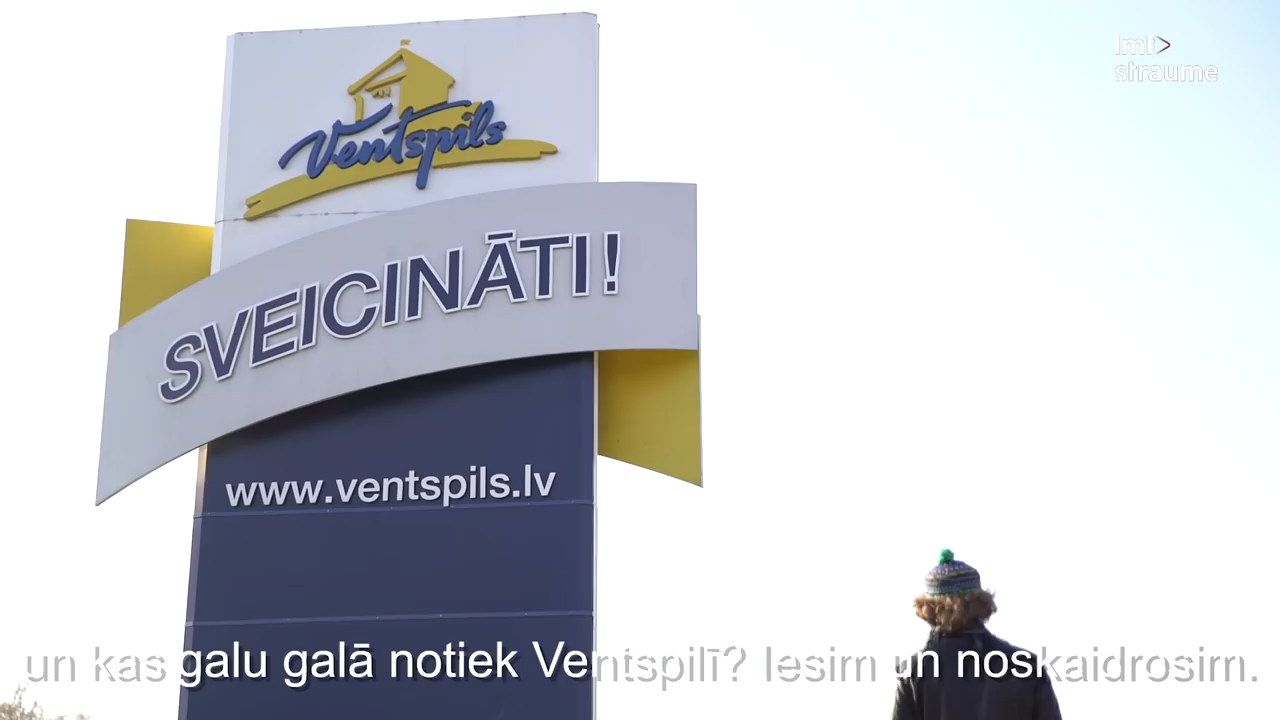 lmt
straume
Ventspils
SVEICINĀTI!
www.ventspils.lv
un kas galu galā notiek Ventspilī? Iesim un noskaidrosim.